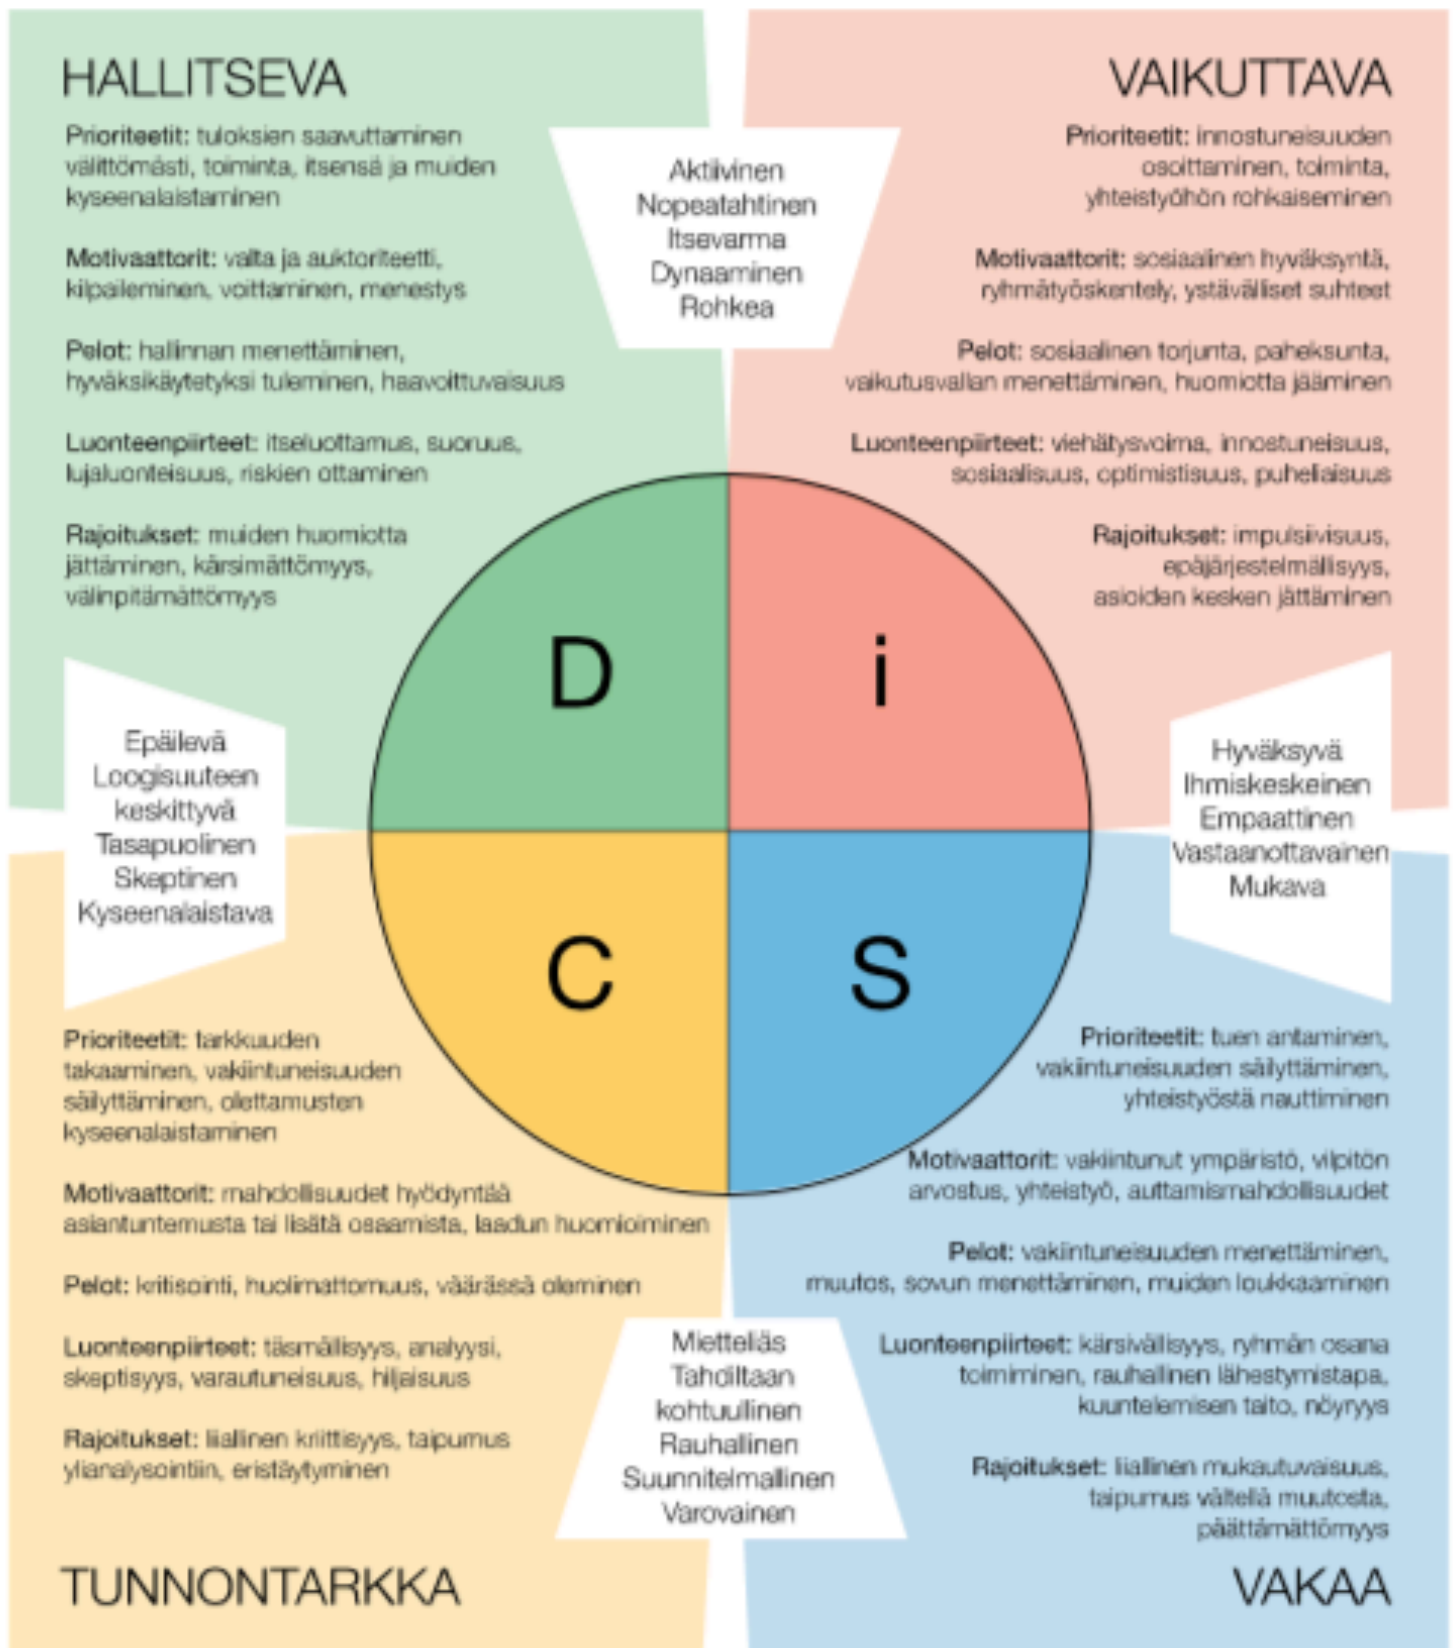 HALLITSEVA
Prioriteetit: tuloksien saavuttaminen
välittömästi, toiminta, itsensä ja muiden
kyseenalaistaminen
Motivaattorit: valta ja auktoriteetti,
kilpaileminen, voittaminen, menestys
Pelot: hallinnan menettäminen,
hyväksikäytetyksi tuleminen, haavoittuvaisuus
Luonteenpiirteet: itseluottamus, suoruus,
lujaluonteisuus, riskien ottaminen
Rajoitukset: muiden huomiotta
jättäminen, kärsimättömyys,
välinpitämättömyys
Aktiivinen
Nopeatahtinen
Itsevarma
Dynaaminen
Rohkea
VAIKUTTAVA
Prioriteetit: innostuneisuuden
osoittaminen, toiminta,
yhteistyöhön rohkaiseminen
Motivaattorit: sosiaalinen hyväksyntä,
ryhmätyöskentely, ystävälliset suhteet
Pelot: sosiaalinen torjunta, paheksunta,
vaikutusvallan menettäminen, huomiotta jääminen
Luonteenpiirteet: viehätysvoima, innostuneisuus,
sosiaalisuus, optimistisuus, puheliaisuus
Rajoitukset: impulsiivisuus,
epäjärjestelmällisyys,
asioiden kesken jättäminen
D
i
C
S
Epäilevä
Loogisuuteen
keskittyvä
Tasapuolinen
Skeptinen
Kyseenalaistava
Hyväksyvä
Ihmiskeskeinen
Empaattinen
Vastaanottavainen
Mukava
Prioriteetit: tarkkuuden
takaaminen, vakiintuneisuuden
säilyttäminen, olettamusten
kyseenalaistaminen
Motivaattorit: mahdollisuudet hyödyntää
asiantuntemusta tai lisätä osaamista, laadun huomioiminen
Pelot: kritisointi, huolimattomuus, väärässä oleminen
Luonteenpiirteet: täsmällisyys, analyysi,
skeptisyys, varautuneisuus, hiljaisuus
Rajoitukset: liiallinen kriittisyys, taipumus
ylianalysointiin, eristäytyminen
TUNNONTARKKA
Mietteliäs
Tahdiltaan
kohtuullinen
Rauhallinen
Suunnitelmallinen
Varovainen
Prioriteetit: tuen antaminen,
vakiintuneisuuden säilyttäminen,
yhteistyöstä nauttiminen
Motivaattorit: vakiintunut ympäristö, vilpitön
arvostus, yhteistyö, auttamismahdollisuudet
Pelot: vakiintuneisuuden menettäminen,
muutos, sovun menettäminen, muiden loukkaaminen
Luonteenpiirteet: kärsivällisyys, ryhmän osana
toimiminen, rauhallinen lähestymistapa,
kuuntelemisen taito, nöyryys
Rajoitukset: liiallinen mukautuvaisuus,
taipumus vältellä muutosta,
päättämättömyys
VAKAA